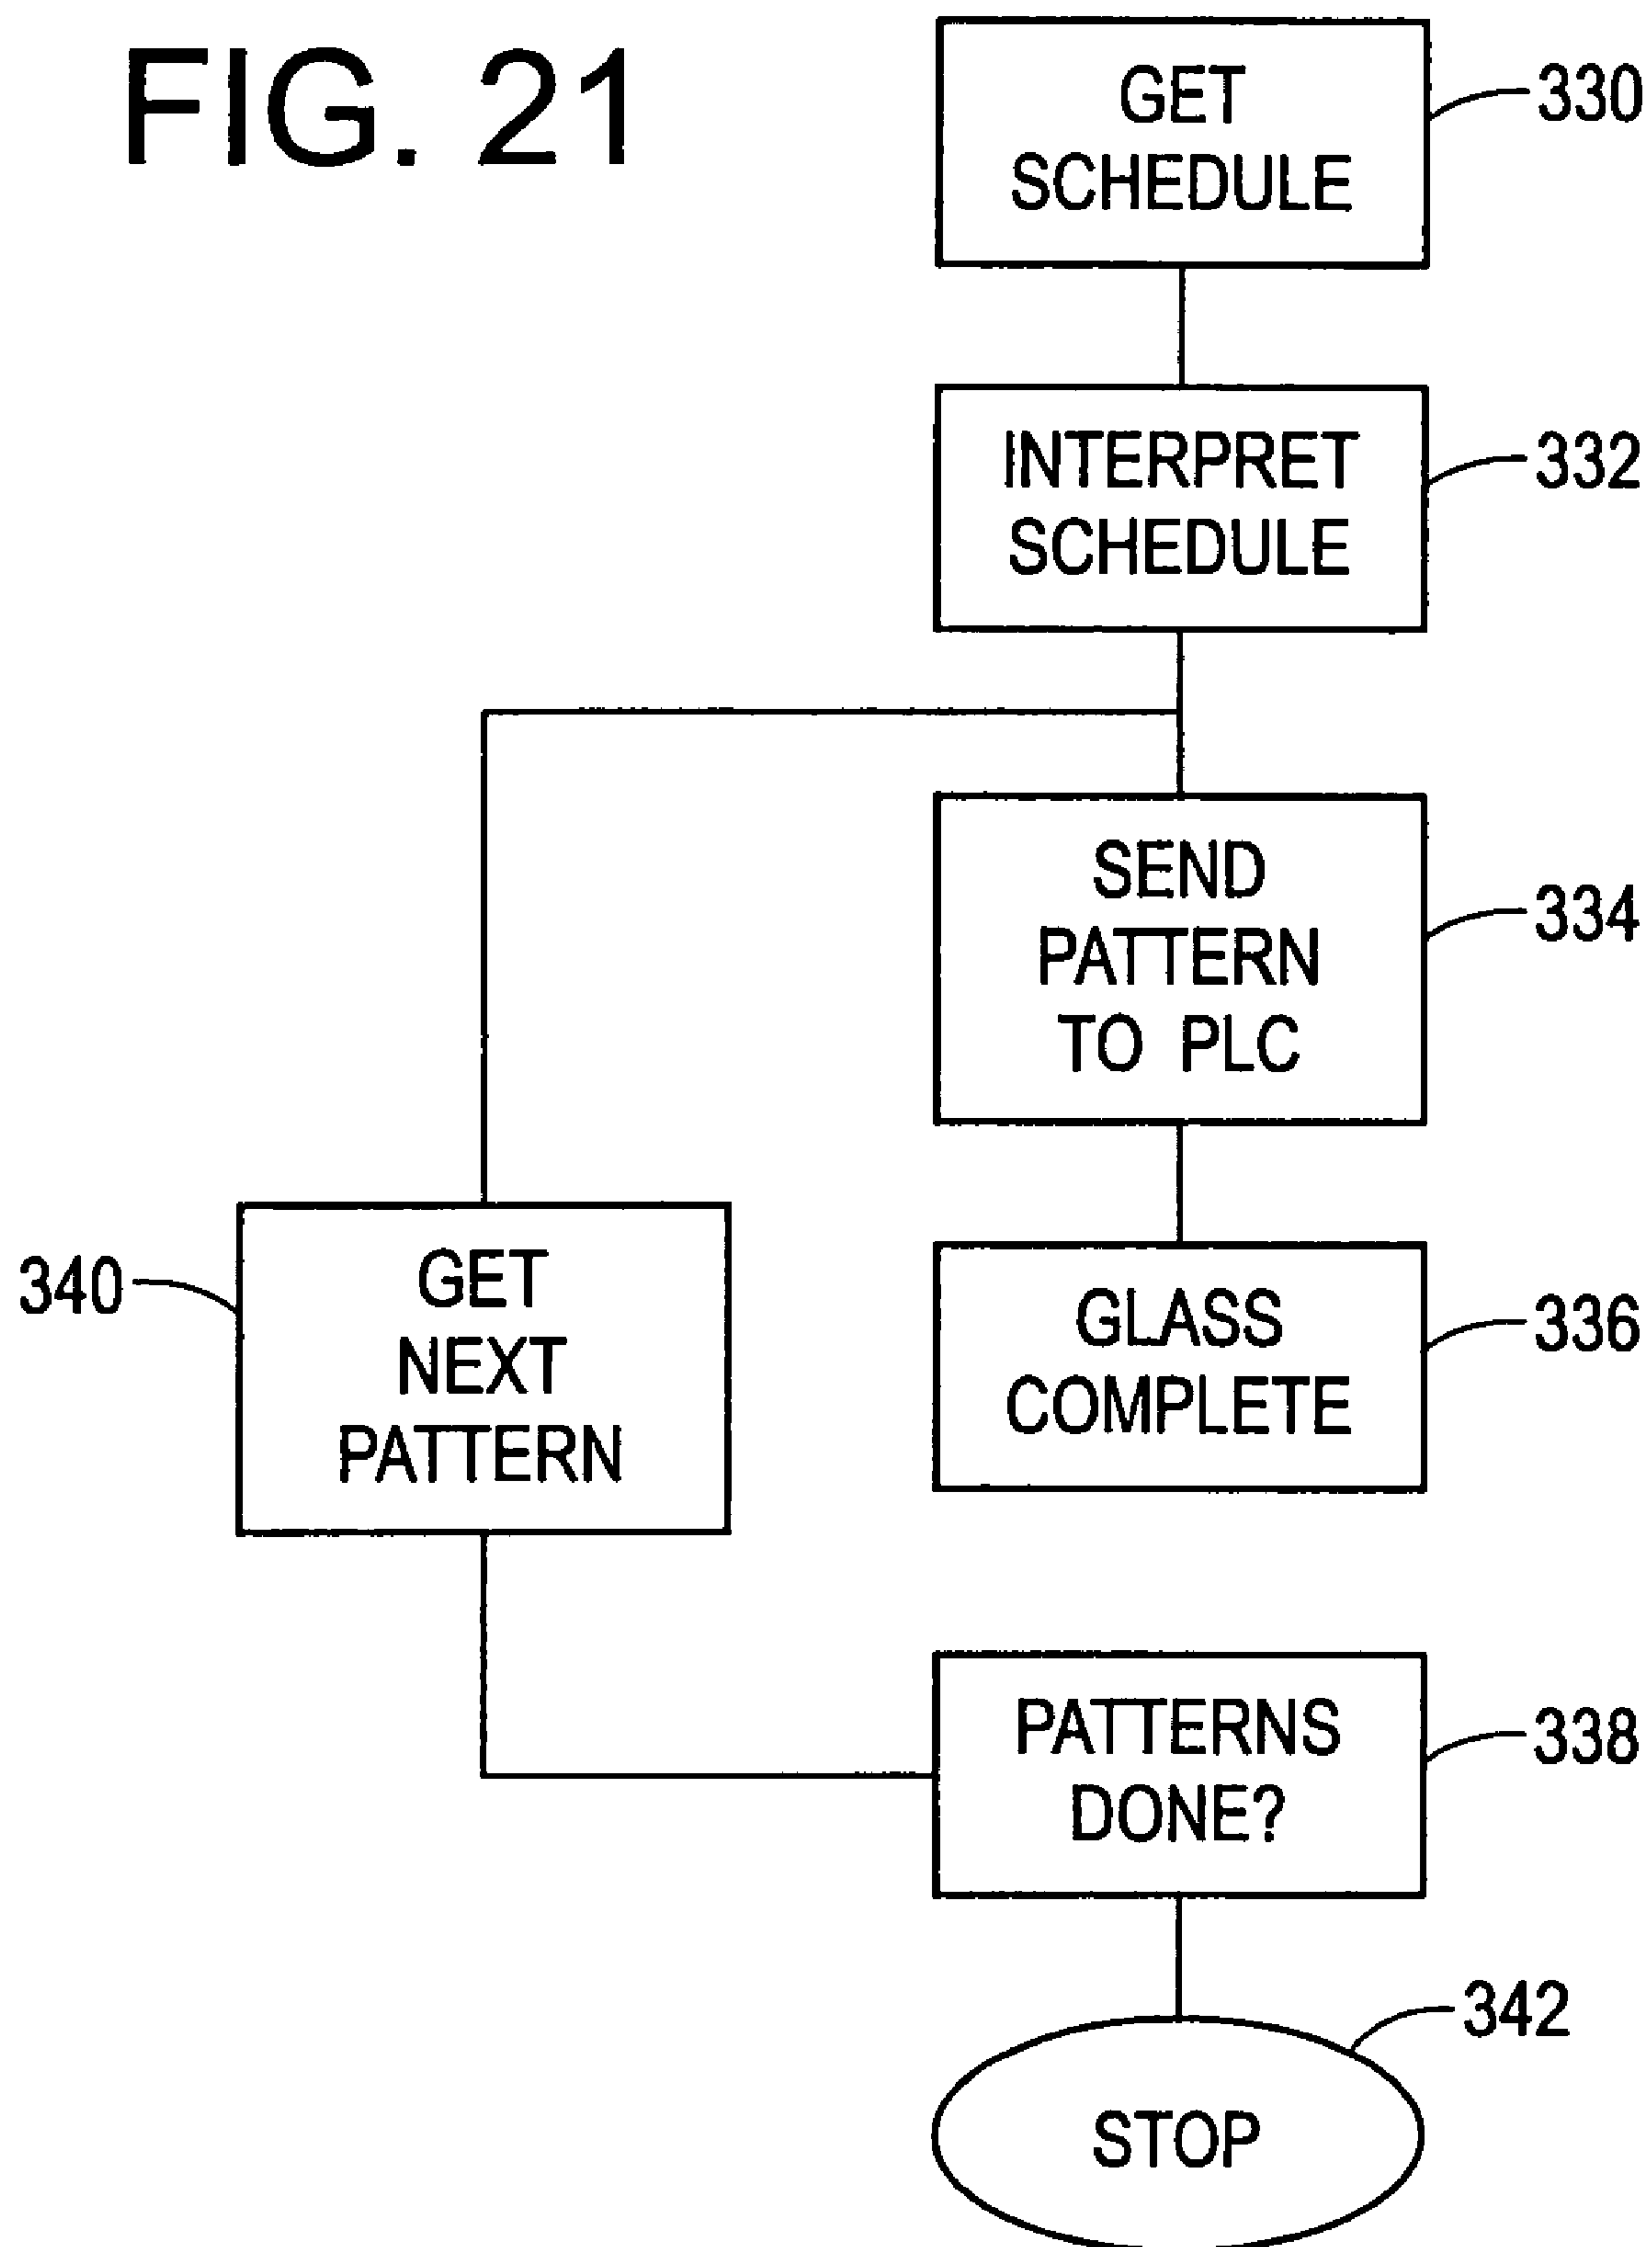 FIG. 21
GET
SCHEDULE
330
INTERPRET
SCHEDULE
332
SEND
PATTERN
TO PLC
334
340
GET
NEXT
PATTERN
GLASS
COMPLETE
336
PATTERNS
DONE?
338
342
STOP